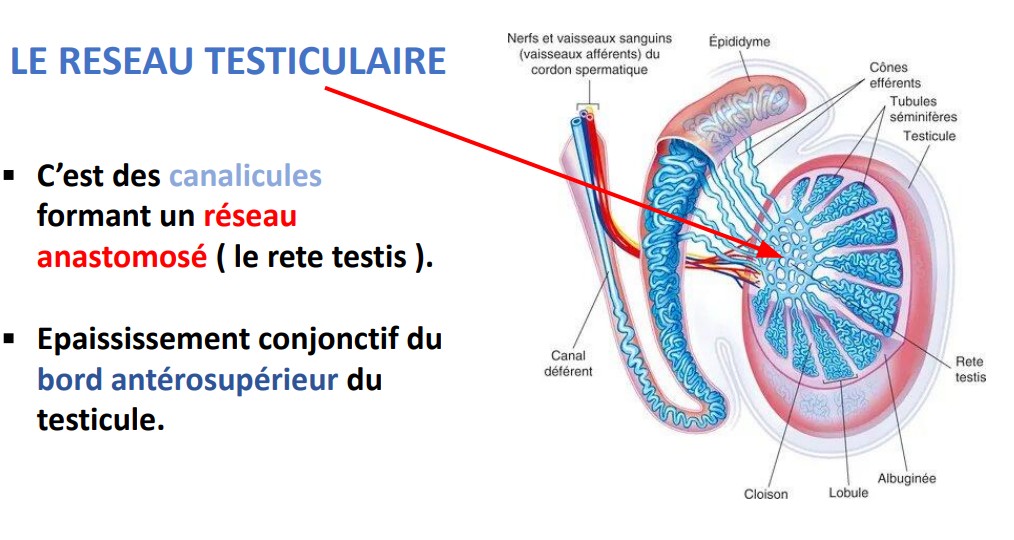 LE RESEAU TESTICULAIRE
▪ C’est des canalicules
formant un réseau
anastomosé ( le rete testis ).
▪ Epaississement conjonctif du
bord antérosupérieur du
testicule.
Nerfs et vaisseaux sanguins
(vaisseaux afférents) du
cordon spermatique
Épididyme
Cônes
efférents
Tubules
séminifères
Testicule
Canal
déférent
Rete
testis
Albuginée
Lobule
Cloison